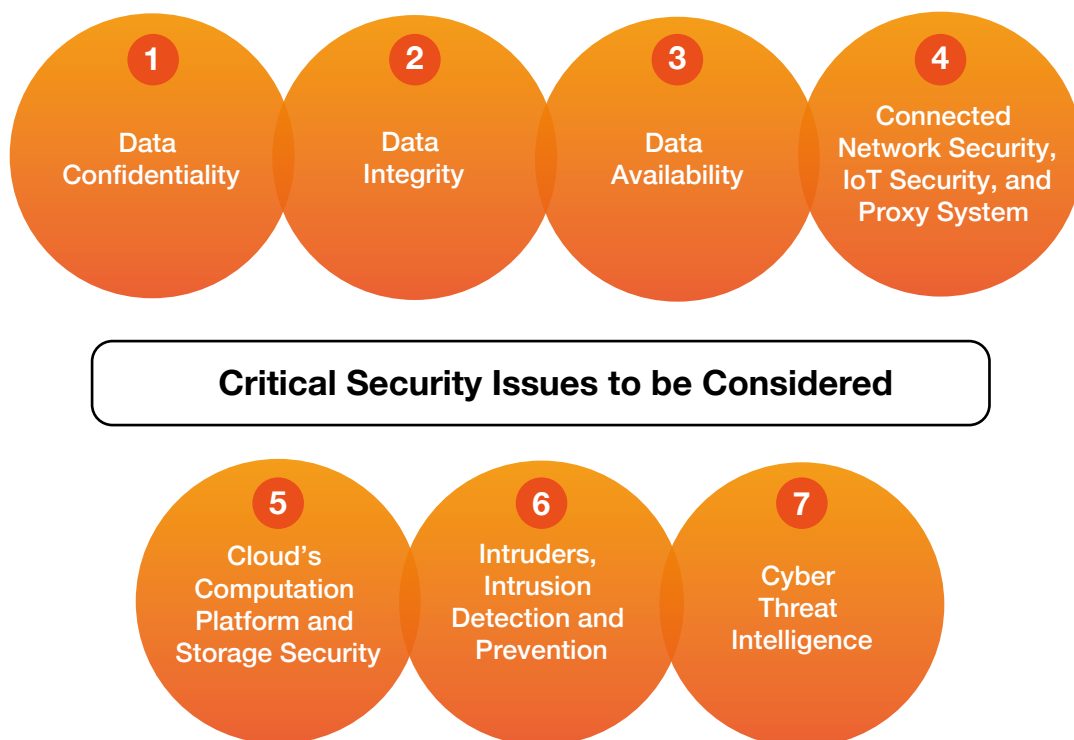 1
Data
Confidentiality
2
Data
Integrity
3
Data
Availability
4
Connected
Network Security,
IoT Security, and
Proxy System
Critical Security Issues to be Considered
5
Cloud’s
Computation
Platform and
Storage Security
6
Intruders,
Intrusion
Detection and
Prevention
7
Cyber
Threat
Intelligence